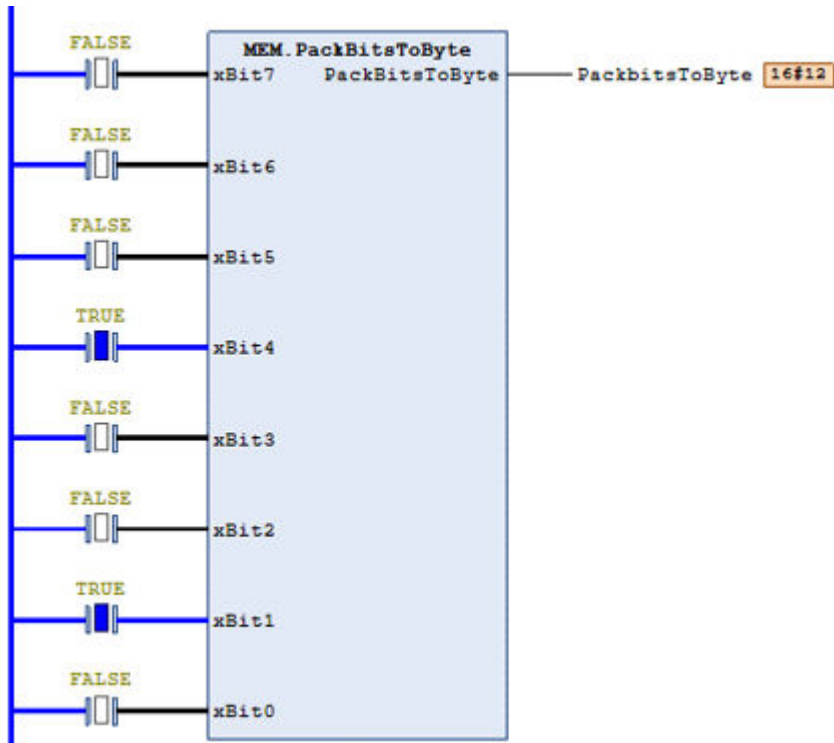 FALSE
MEM.PackBitsToByte
xBit7 PackBitsToByte PackbitsToByte 16#12
FALSE
xBit6
FALSE
xBit5
TRUE
xBit4
FALSE
xBit3
FALSE
xBit2
TRUE
xBit1
FALSE
xBit0